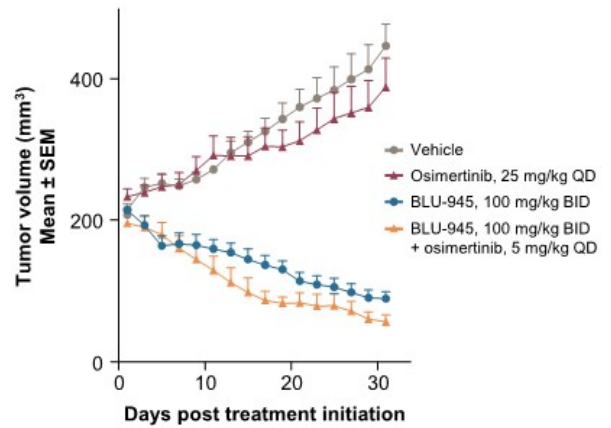 Tumor volume (mm³)
Mean ± SEM
400
200
0
0
10
20
30
Days post treatment initiation
Vehicle
Osimertinib, 25 mg/kg QD
BLU-945, 100 mg/kg BID
BLU-945, 100 mg/kg BID
+ osimertinib, 5 mg/kg QD